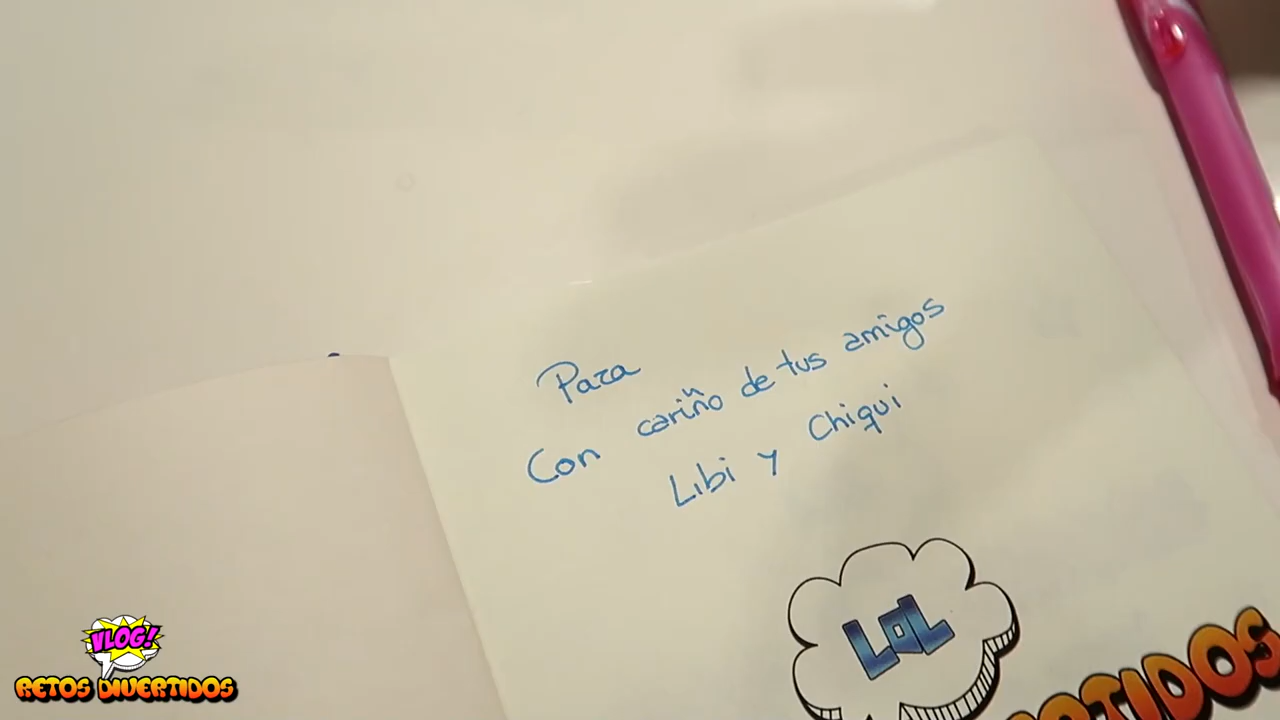 Para
Con cariño de tus amigos
Libi y Chiqui
LOL
VLOG!
RETOS DIVERTIDOS